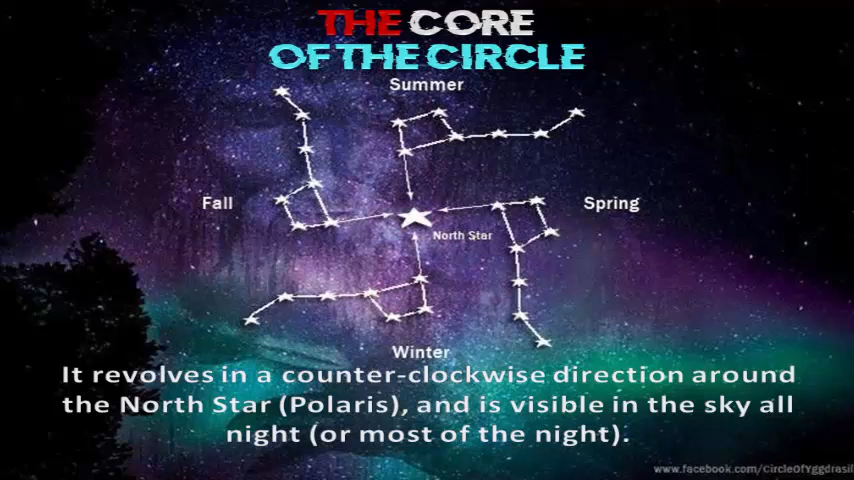 THE CORE
OF THE CIRCLE
Summer
Fall
Spring
North Star
Winter
It revolves in a counter-clockwise direction around
the North Star (Polaris), and is visible in the sky all
night (or most of the night).
www.facebook.com/CircleOfYggdrasil